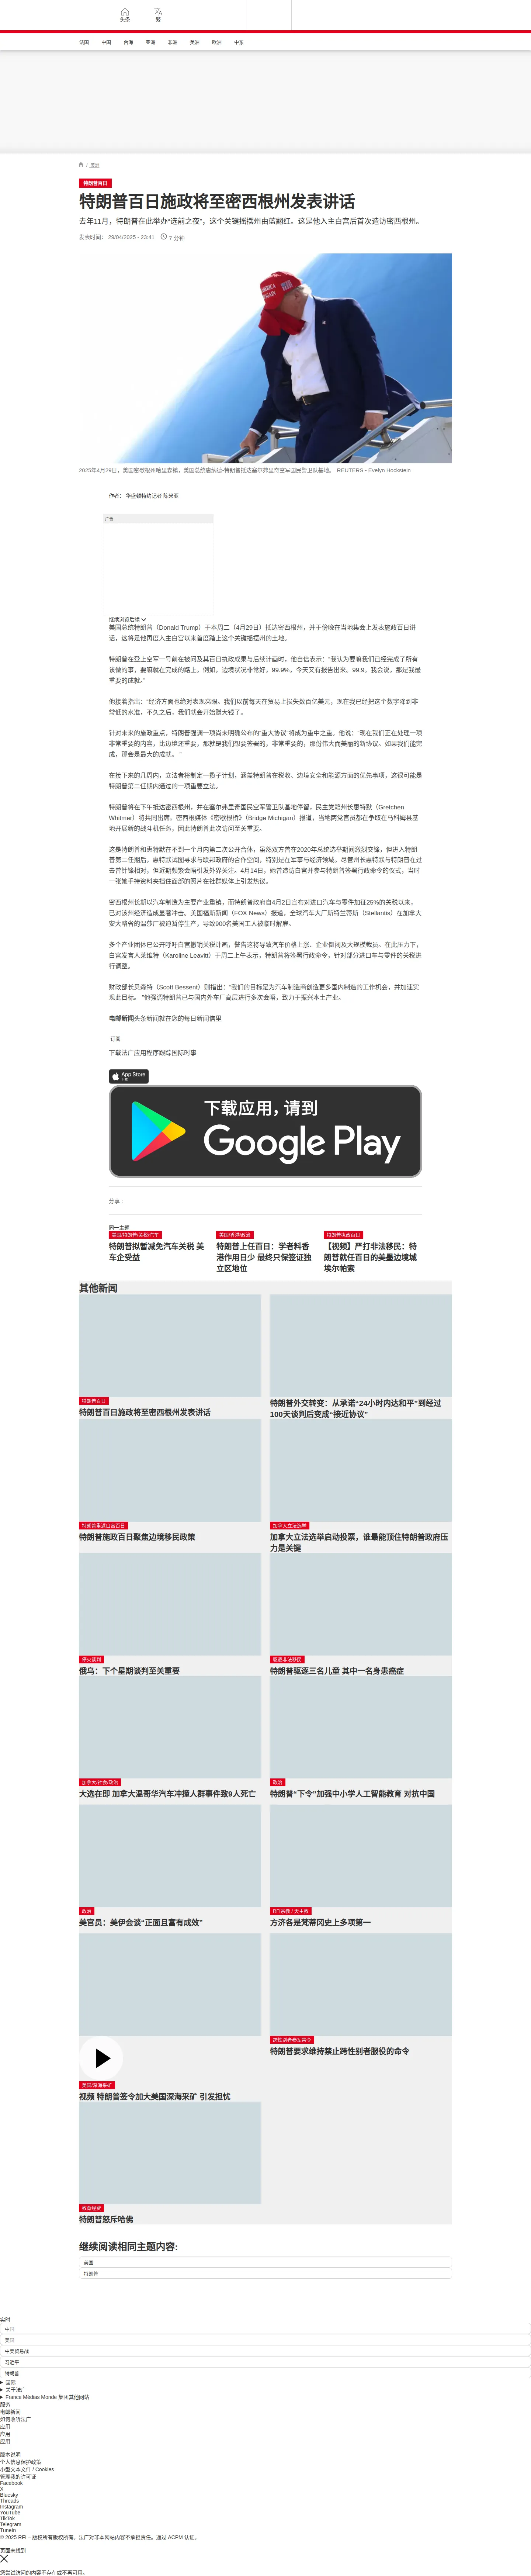 头条
繁
法国 中国 台海 亚洲 非洲 美洲 欧洲 中东
/ 美洲
特朗普百日
特朗普百日施政将至密西根州发表讲话
去年11月，特朗普在此举办“选前之夜”，这个关键摇摆州由蓝翻红。这是他入主白宫后首次造访密西根州。
发表时间： 29/04/2025 - 23:41 7 分钟
2025年4月29日，美国密歇根州哈里森镇，美国总统唐纳德·特朗普抵达塞尔弗里奇空军国民警卫队基地。 REUTERS - Evelyn Hockstein
作者： 华盛顿特约记者 陈米亚
广告
继续浏览后续
美国总统特朗普（Donald Trump）于本周二（4月29日）抵达密西根州，并于傍晚在当地集会上发表施政百日讲话，这将是他再度入主白宫以来首度踏上这个关键摇摆州的土地。
特朗普在登上空军一号前在被问及其百日执政成果与后续计画时，他自信表示：“我认为要嘛我们已经完成了所有该做的事，要嘛就在完成的路上。例如，边境状况非常好，99.9%，今天又有报告出来。99.9，我会说，那是我最重要的成就。”
他接着指出：“经济方面也绝对表现亮眼。我们以前每天在贸易上损失数百亿美元，现在我已经把这个数字降到非常低的水准，不久之后，我们就会开始赚大钱了。
针对未来的施政重点，特朗普强调一项尚未明确公布的“重大协议”将成为重中之重。他说：“现在我们正在处理一项非常重要的内容，比边境还重要，那就是我们想要签署的，非常重要的，那份伟大而美丽的新协议。如果我们能完成，那会是最大的成就。 ”
在接下来的几周内，立法者将制定一揽子计划，涵盖特朗普在税收、边境安全和能源方面的优先事项，这很可能是特朗普第二任期内通过的一项重要立法。
特朗普将在下午抵达密西根州，并在塞尔弗里奇国民空军警卫队基地停留，民主党籍州长惠特默（Gretchen Whitmer）将共同出席。密西根媒体《密歇根桥》（Bridge Michigan）报道，当地两党官员都在争取在马科姆县基地开展新的战斗机任务，因此特朗普此次访问至关重要。
这是特朗普和惠特默在不到一个月内第二次公开合体，虽然双方曾在2020年总统选举期间激烈交锋，但进入特朗普第二任期后，惠特默试图寻求与联邦政府的合作空间，特别是在军事与经济领域。尽管州长惠特默与特朗普在过去曾针锋相对，但近期频繁会晤引发外界关注。4月14日，她曾造访白宫并参与特朗普签署行政命令的仪式，当时一张她手持资料夹挡住面部的照片在社群媒体上引发热议。
密西根州长期以汽车制造为主要产业重镇，而特朗普政府自4月2日宣布对进口汽车与零件加征25%的关税以来，已对该州经济造成显著冲击。美国福斯新闻（FOX News）报道，全球汽车大厂斯特兰蒂斯（Stellantis）在加拿大安大略省的温莎厂被迫暂停生产，导致900名美国工人被临时解雇。
多个产业团体已公开呼吁白宫撤销关税计画，警告这将导致汽车价格上涨、企业倒闭及大规模裁员。在此压力下，白宫发言人莱维特（Karoline Leavitt）于周二上午表示，特朗普将签署行政命令，针对部分进口车与零件的关税进行调整。
财政部长贝森特（Scott Bessent）则指出：“我们的目标是为汽车制造商创造更多国内制造的工作机会，并加速实现此目标。 ”他强调特朗普已与国内外车厂高层进行多次会晤，致力于振兴本土产业。
电邮新闻头条新闻就在您的每日新闻信里
订阅
下载法广应用程序跟踪国际时事
App Store
下载
下载应用，请到
Google Play
分享 :
同一主题
美国/特朗普/关税/汽车
特朗普拟暂减免汽车关税 美车企受益
美国/香港/政治
特朗普上任百日：学者料香港作用日少 最终只保签证独立区地位
特朗普执政百日
【视频】严打非法移民：特朗普就任百日的美墨边境城埃尔帕索
其他新闻
特朗普百日
特朗普百日施政将至密西根州发表讲话
特朗普外交转变：从承诺“24小时内达和平”到经过100天谈判后变成“接近协议”
特朗普重返白宫百日
特朗普施政百日聚焦边境移民政策
加拿大立法选举
加拿大立法选举启动投票，谁最能顶住特朗普政府压力是关键
停火谈判
俄乌：下个星期谈判至关重要
驱逐非法移民
特朗普驱逐三名儿童 其中一名身患癌症
加拿大/社会/政治
大选在即 加拿大温哥华汽车冲撞人群事件致9人死亡
政治
特朗普“下令”加强中小学人工智能教育 对抗中国
政治
美官员：美伊会谈“正面且富有成效”
RFI宗教 / 天主教
方济各是梵蒂冈史上多项第一
美国/深海采矿
视频 特朗普签令加大美国深海采矿 引发担忧
跨性别者参军禁令
特朗普要求维持禁止跨性别者服役的命令
教育经费
特朗普怒斥哈佛
继续阅读相同主题内容:
美国
特朗普
实时
中国
美国
中美贸易战
习近平
特朗普
国际
关于法广
France Médias Monde 集团其他网站
服务
电邮新闻
如何收听法广
应用
应用
应用
版本说明
个人信息保护政策
小型文本文件 / Cookies
管理我的许可证
Facebook
X
Bluesky
Threads
Instagram
YouTube
TikTok
Telegram
TuneIn
© 2025 RFI – 版权所有版权所有。法广对非本网站内容不承担责任。通过 ACPM 认证。
页面未找到
您尝试访问的内容不存在或不再可用。